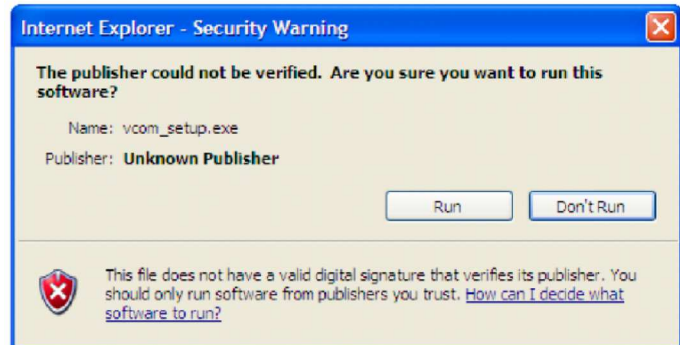 Internet Explorer - Security Warning
The publisher could not be verified. Are you sure you want to run this
software?
Name: vcom_setup.exe
Publisher: Unknown Publisher
Run
Don't Run
This file does not have a valid digital signature that verifies its publisher. You
should only run software from publishers you trust. How can I decide what
software to run?